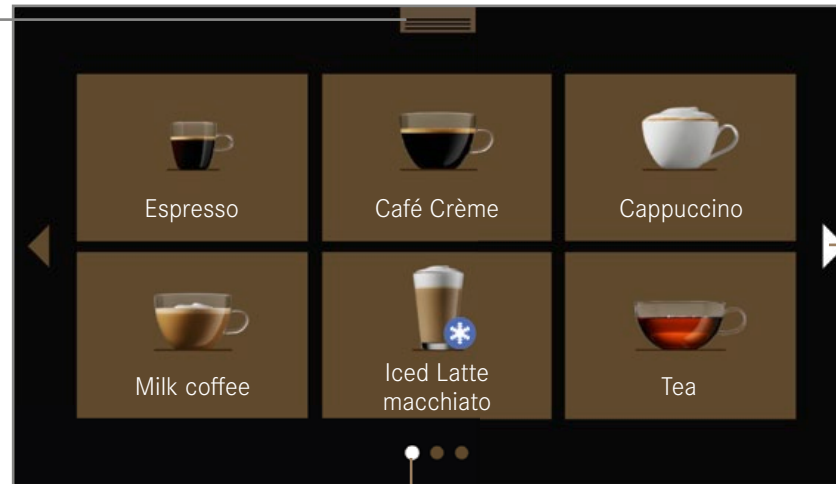 Espresso
Café Crème
Cappuccino
Milk coffee
Iced Latte
macchiato
Tea